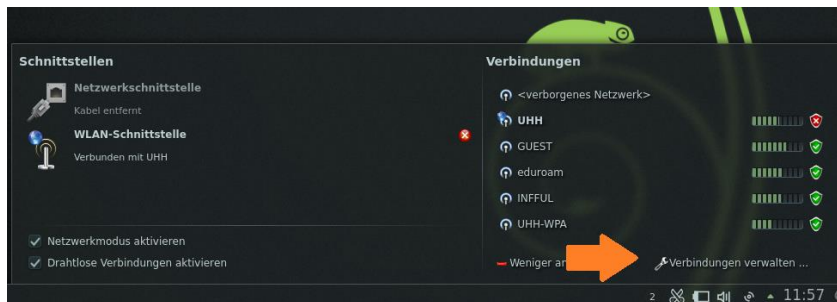 Schnittstellen
Netzwerkschnittstelle
Kabel entfernt
WLAN-Schnittstelle
Verbunden mit UHH
Netzwerkmodus aktivieren
Drahtlose Verbindungen aktivieren
Verbindungen
<verborgenes Netzwerk>
UHH
GUEST
eduroam
INFFUL
UHH-WPA
Weniger
Verbindungen verwalten ...
2
11:57